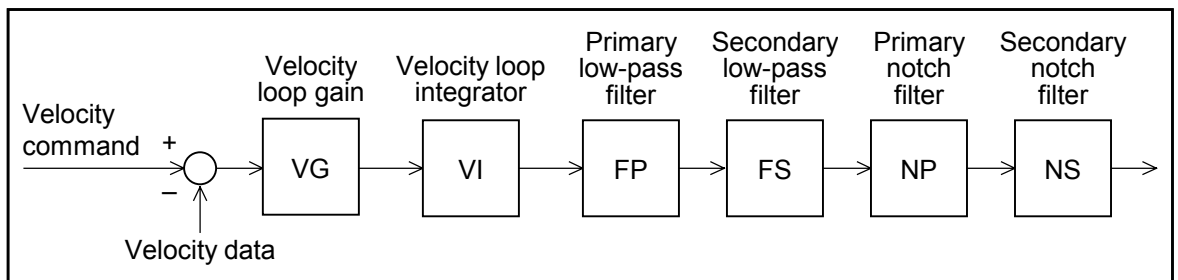 Velocity
command
+
−
Velocity data
Velocity
loop gain
VG
Velocity loop
integrator
VI
Primary
low-pass
filter
FP
Secondary
low-pass
filter
FS
Primary
notch
filter
NP
Secondary
notch
filter
NS